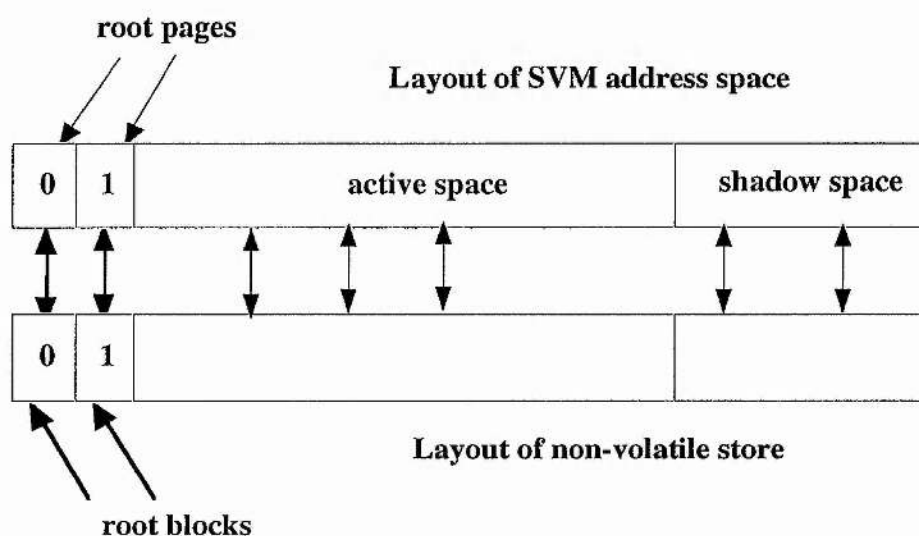 root pages
Layout of SVM address space
0 1 active space shadow space
0 1
Layout of non-volatile store
root blocks